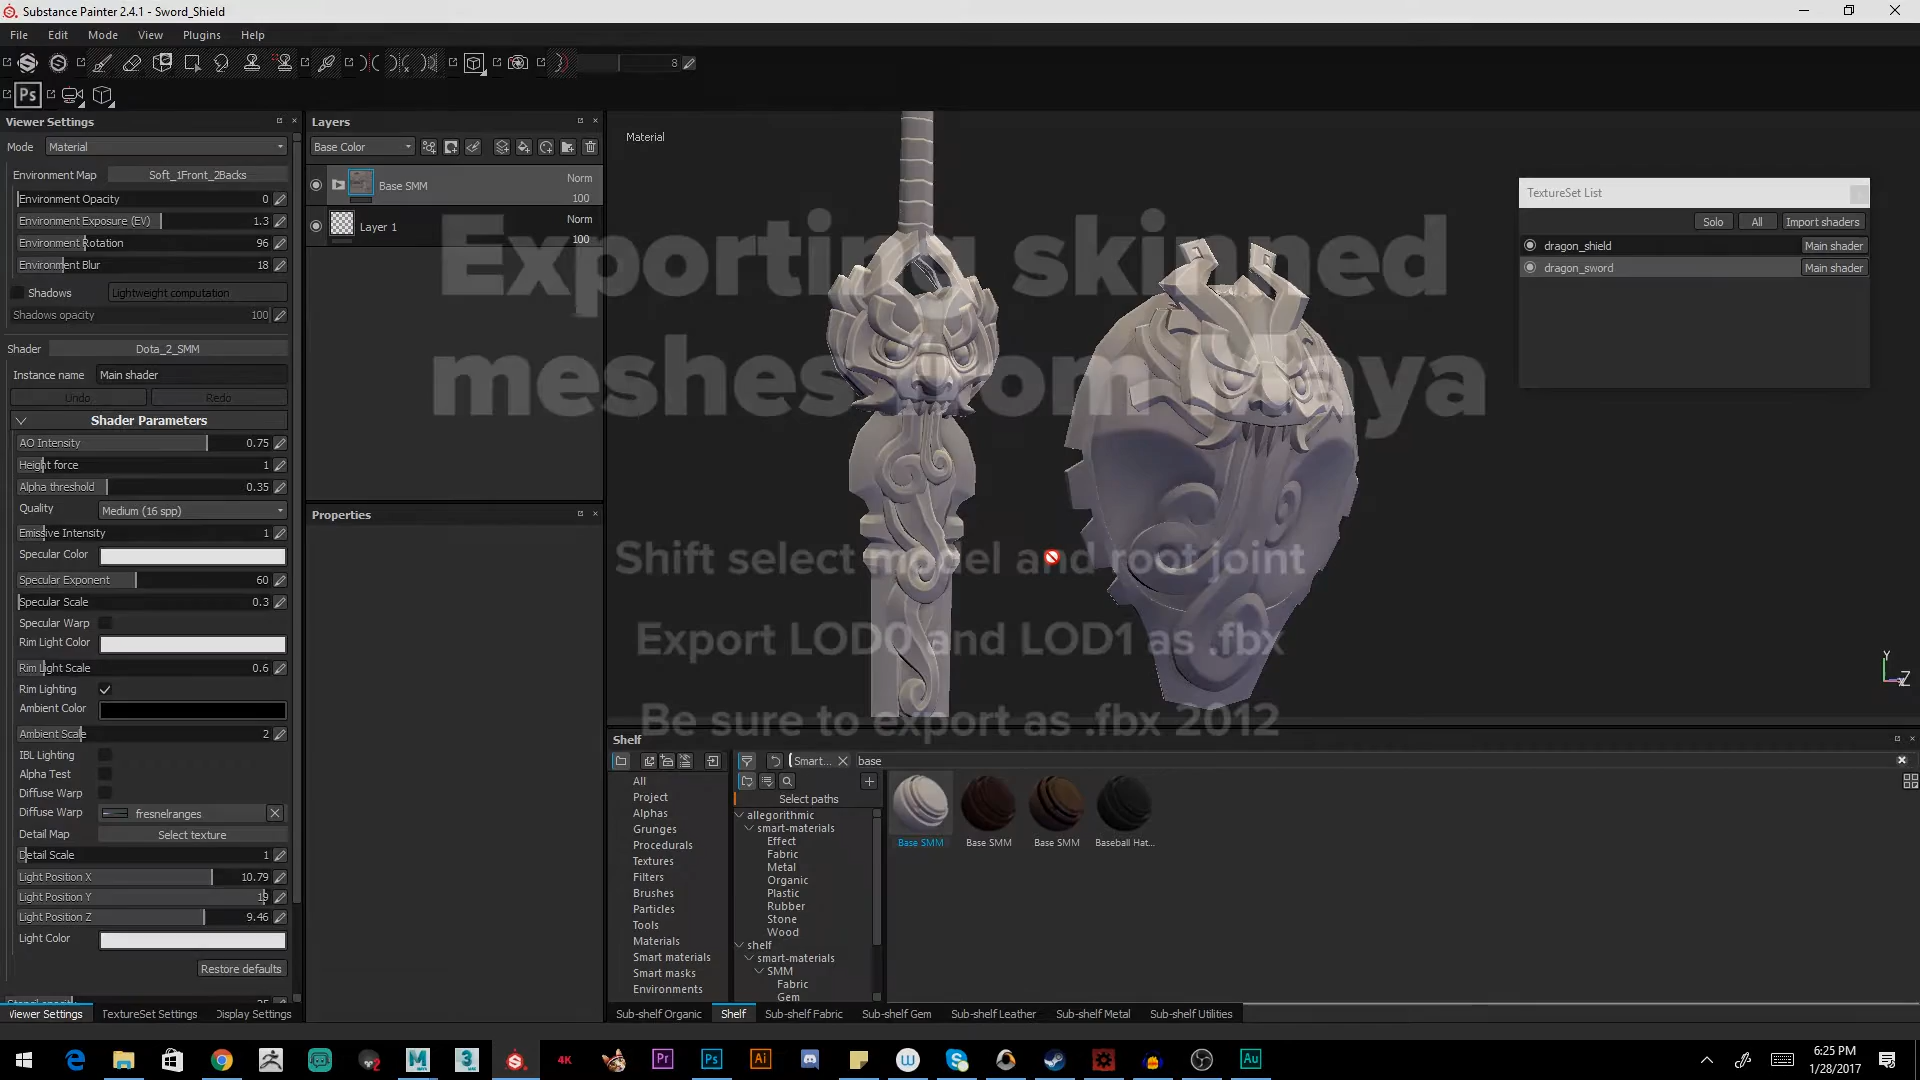 Substance Painter 2.4.1 - Sword_Shield
File Edit Mode View Plugins Help
8
Ps
Viewer Settings
Mode Material
Environment Map Soft_1Front_2Backs
Environment Opacity 0
Environment Exposure (EV) 1.3
Environment Rotation 96
Environment Blur 18
Shadows Lightweight computation
Shadows opacity 100
Shader Dota_2_SMM
Instance name Main shader
Undo Redo
Shader Parameters
AO Intensity 0.75
Height force 1
Alpha threshold 0.35
Quality Medium (16 spp)
Emissive Intensity 1
Specular Color
Specular Exponent 60
Specular Scale 0.3
Specular Warp
Rim Light Color
Rim Light Scale 0.6
Rim Lighting
Ambient Color
Ambient Scale 2
IBL Lighting
Alpha Test
Diffuse Warp
Diffuse Warp fresnelranges
Detail Map Select texture
Detail Scale 1
Light Position X 10.79
Light Position Y 19
Light Position Z 9.46
Light Color
Restore defaults
Viewer Settings TextureSet Settings Display Settings
Layers
Base Color
Base SMM Norm
100
Layer 1 Norm
100
Properties
Material
Exporting skinned
meshes from Maya
Shift select model and root joint
Export LOD0 and LOD1 as .fbx
Be sure to export as .fbx 2012
TextureSet List
Solo All Import shaders
dragon_shield Main shader
dragon_sword Main shader
Y
Z
Shelf
Smart... base
Select paths
All
Project
Alphas
Grunges
Procedurals
Textures
Filters
Brushes
Particles
Tools
Materials
Smart materials
Smart masks
Environments
allegorithmic
smart-materials
Effect
Fabric
Metal
Organic
Plastic
Rubber
Stone
Wood
shelf
smart-materials
SMM
Fabric
Gem
Base SMM Base SMM Base SMM Baseball Hat...
Sub-shelf Organic Shelf Sub-shelf Fabric Sub-shelf Gem Sub-shelf Leather Sub-shelf Metal Sub-shelf Utilities
4K Pr Ps Ai Au
6:25 PM
1/28/2017